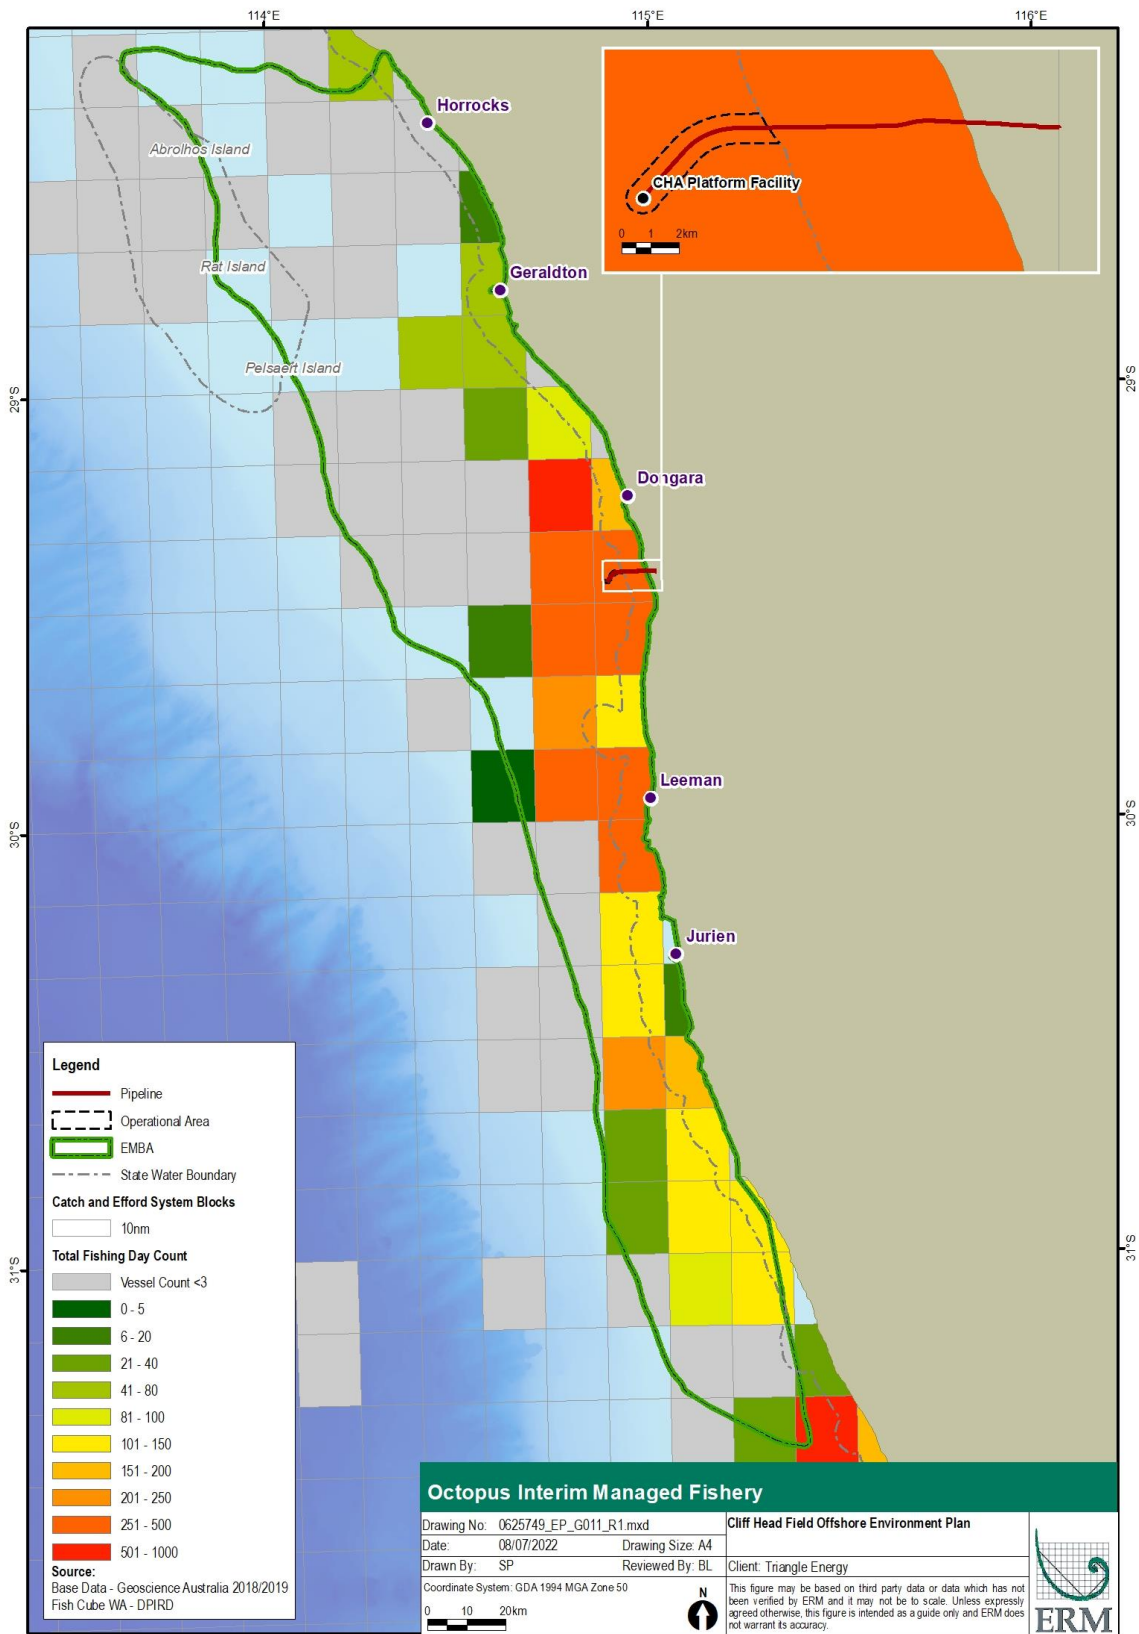 114°E
115°E
116°E
Horrocks
Abrolhos Island
CHA Platform Facility
0 1 2km
Rat Island
Geraldton
Pelsaert Island
29°S
29°S
Dongara
Leeman
30°S
30°S
Jurien
31°S
31°S
Legend
Pipeline
Operational Area
EMBA
State Water Boundary
Catch and Efford System Blocks
10nm
Total Fishing Day Count
Vessel Count <3
0 - 5
6 - 20
21 - 40
41 - 80
81 - 100
101 - 150
151 - 200
201 - 250
251 - 500
501 - 1000
Source:
Base Data - Geoscience Australia 2018/2019
Fish Cube WA - DPIRD
Octopus Interim Managed Fishery
Drawing No: 0625749_EP_G011_R1.mxd
Date: 08/07/2022 Drawing Size: A4
Drawn By: SP Reviewed By: BL
Coordinate System: GDA 1994 MGA Zone 50
0 10 20km
N
Cliff Head Field Offshore Environment Plan
Client: Triangle Energy
This figure may be based on third party data or data which has not
been verified by ERM and it may not be to scale. Unless expressly
agreed otherwise, this figure is intended as a guide only and ERM does
not warrant its accuracy.
ERM